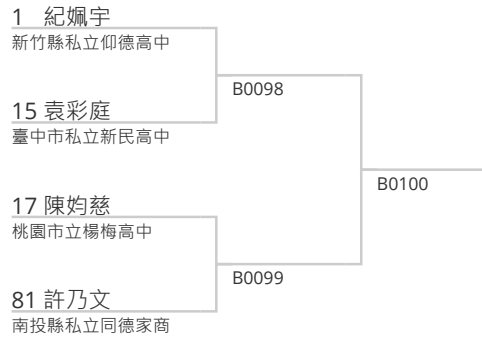 1 紀姵宇
新竹縣私立仰德高中
B0098
15 袁彩庭
臺中市私立新民高中
B0100
17 陳妁慈
桃園市立楊梅高中
B0099
81 許乃文
南投縣私立同德家商